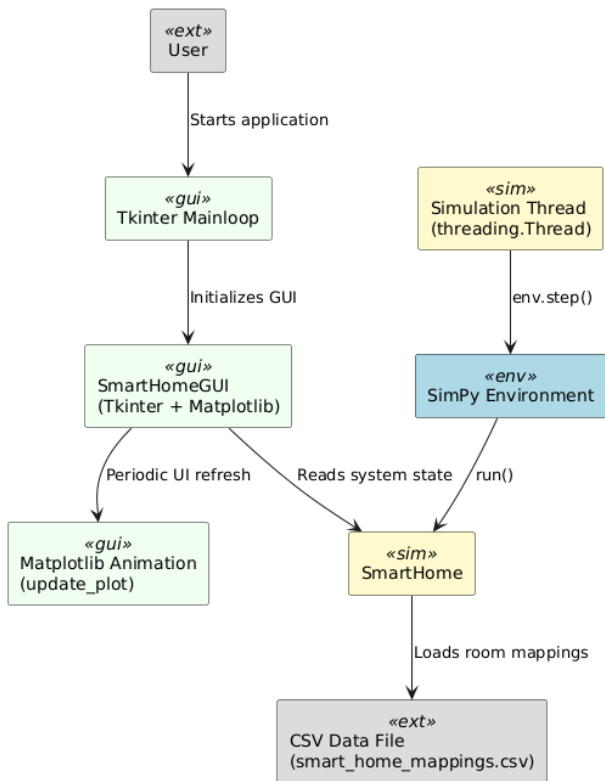 «ext»
User
Starts application
«gui»
Tkinter Mainloop
«sim»
Simulation Thread
(threading.Thread)
Initializes GUI
env.step()
«gui»
SmartHomeGUI
(Tkinter + Matplotlib)
«env»
SimPy Environment
Periodic UI refresh
Reads system state
run()
«gui»
Matplotlib Animation
(update_plot)
«sim»
SmartHome
Loads room mappings
«ext»
CSV Data File
(smart_home_mappings.csv)